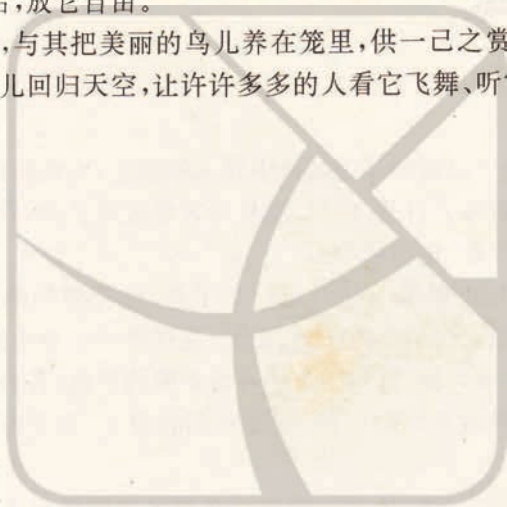 后,放它自由。
,与其把美丽的鸟儿养在笼里,供一己之赏
儿回归天空,让许许多多的人看它飞舞、听